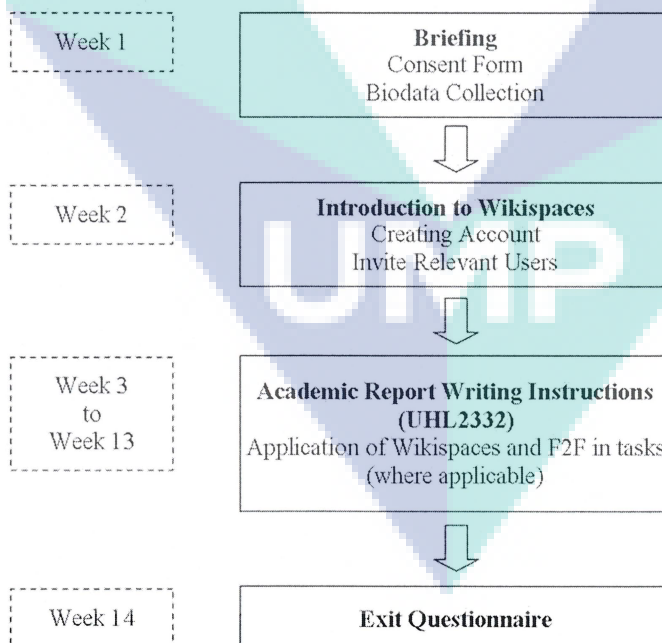 Week 1
Briefing
Consent Form
Biodata Collection
Week 2
Introduction to Wikispaces
Creating Account
Invite Relevant Users
UMP
Week 3
to
Week 13
Academic Report Writing Instructions
(UHL2332)
Application of Wikispaces and F2F in tasks
(where applicable)
Week 14
Exit Questionnaire